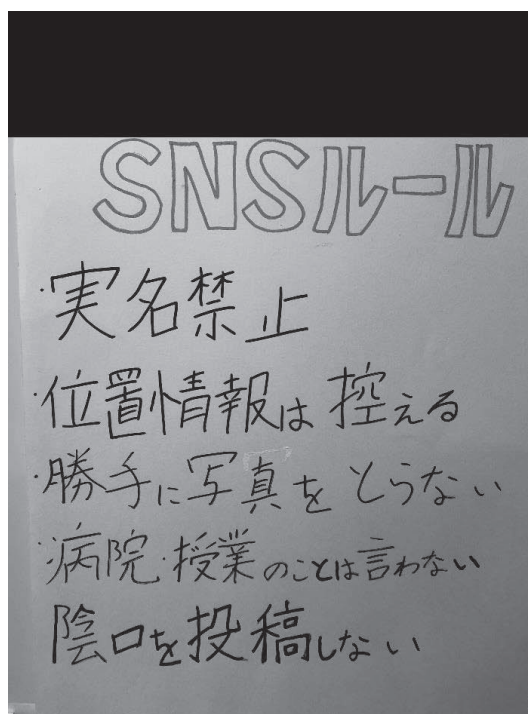 SNSルール
・実名禁止
・位置情報は控える
・勝手に写真をとらない
・病院・授業のことは言わない
陰口を投稿しない